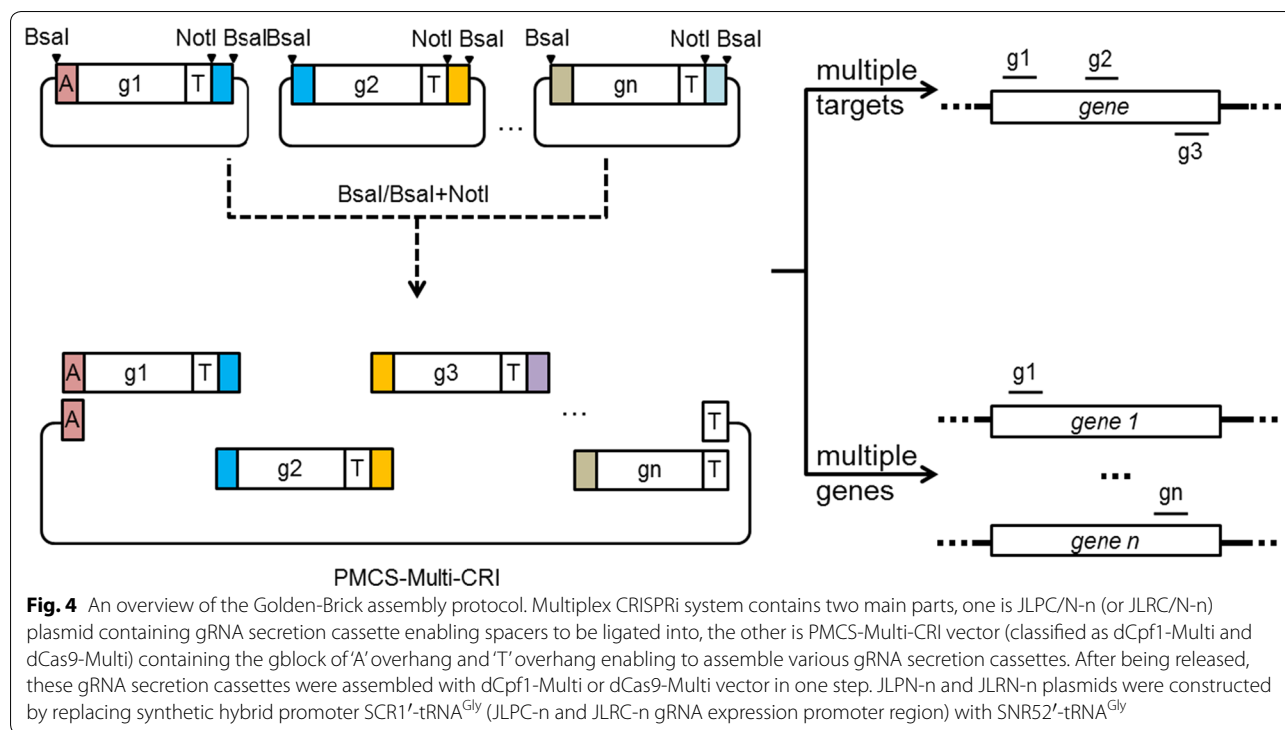 BsaI NotI BsaI BsaI NotI BsaI BsaI NotI BsaI
A g1 T g2 T gn T
...
BsaI/BsaI+NotI
A g1 T g3 T
A ... T
g2 T gn T
PMCS-Multi-CRI
multiple
targets
g1 g2
gene
g3
multiple
genes
g1
gene 1
...
gn
gene n
Fig. 4 An overview of the Golden-Brick assembly protocol. Multiplex CRISPRi system contains two main parts, one is JLPC/N-n (or JLRC/N-n)
plasmid containing gRNA secretion cassette enabling spacers to be ligated into, the other is PMCS-Multi-CRI vector (classified as dCpf1-Multi and
dCas9-Multi) containing the gblock of ‘A’ overhang and ‘T’ overhang enabling to assemble various gRNA secretion cassettes. After being released,
these gRNA secretion cassettes were assembled with dCpf1-Multi or dCas9-Multi vector in one step. JLPN-n and JLRN-n plasmids were constructed
by replacing synthetic hybrid promoter SCR1′-tRNA^Gly (JLPC-n and JLRC-n gRNA expression promoter region) with SNR52′-tRNA^Gly